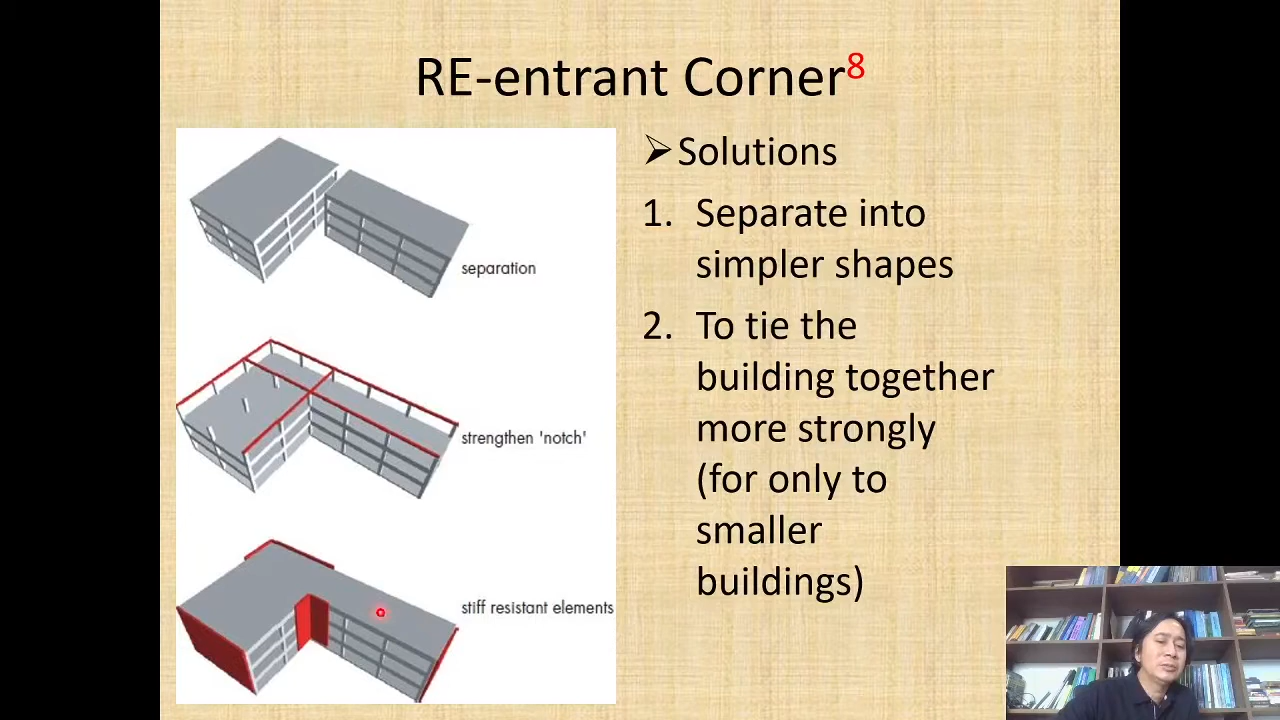 RE-entrant Corner8
separation
strengthen 'notch'
stiff resistant elements
➢Solutions
1. Separate into
simpler shapes
2. To tie the
building together
more strongly
(for only to
smaller
buildings)